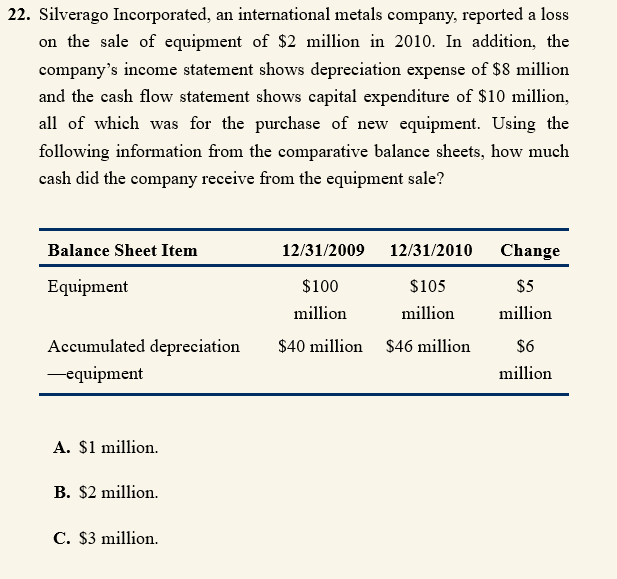 22. Silverago Incorporated, an international metals company, reported a loss
on the sale of equipment of $2 million in 2010. In addition, the
company's income statement shows depreciation expense of $8 million
and the cash flow statement shows capital expenditure of $10 million,
all of which was for the purchase of new equipment. Using the
following information from the comparative balance sheets, how much
cash did the company receive from the equipment sale?
Balance Sheet Item 12/31/2009 12/31/2010 Change
Equipment $100 $105 $5
million million million
Accumulated depreciation $40 million $46 million $6
—equipment million
A. $1 million.
B. $2 million.
C. $3 million.